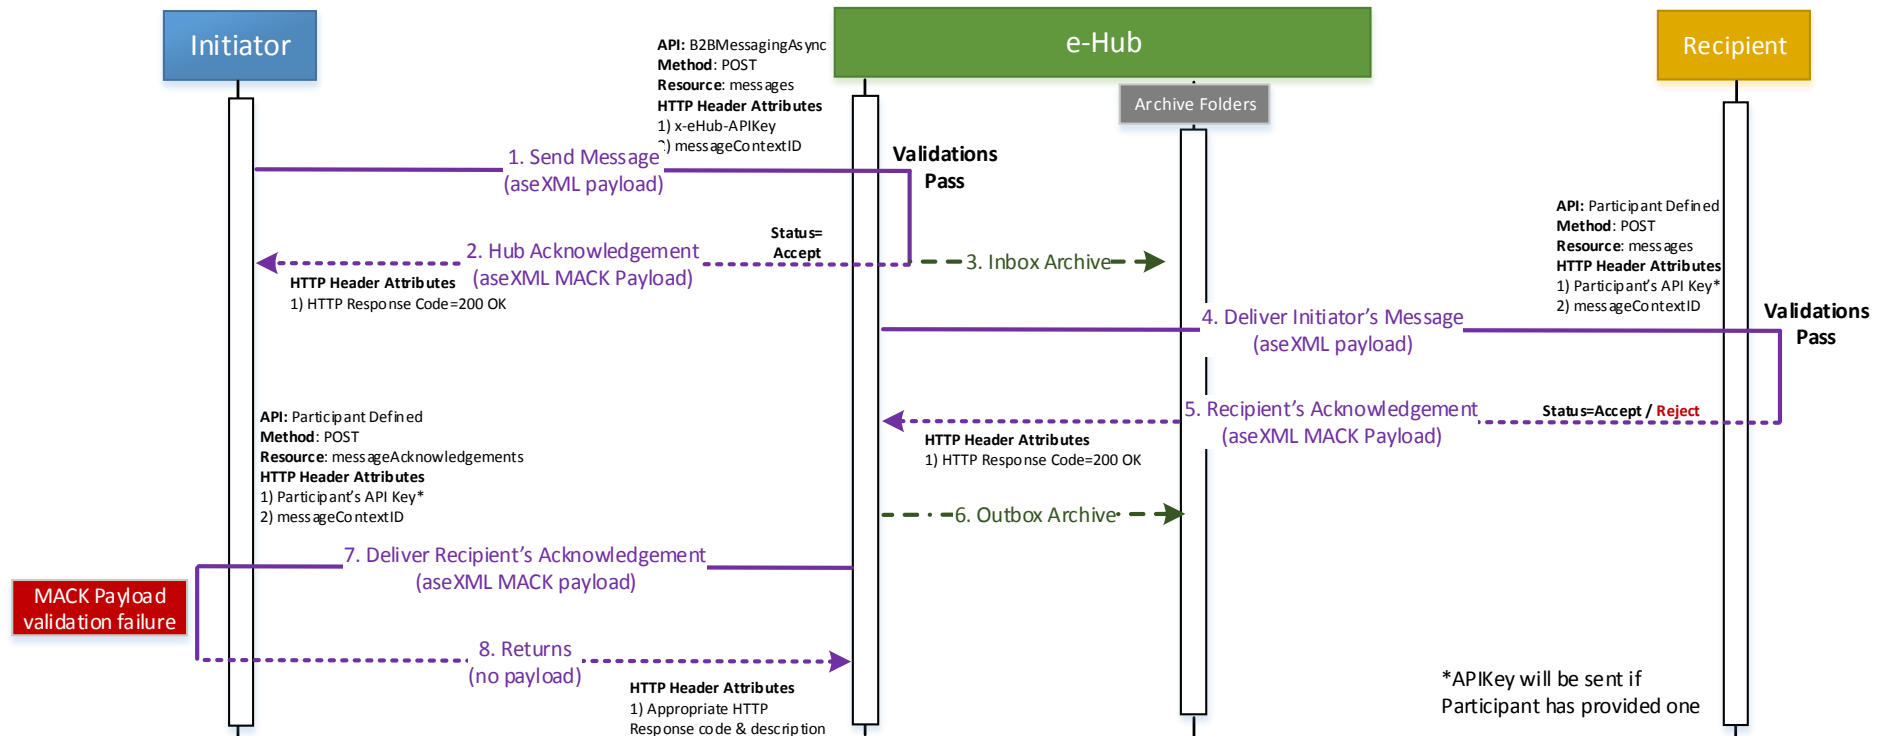 Initiator
e-Hub
Recipient
API: B2BMessagingAsync
Method: POST
Resource: messages
HTTP Header Attributes
1) x-eHub-APIKey
2) messageContextID
Archive Folders
1. Send Message
(aseXML payload)
Validations
Pass
2. Hub Acknowledgement
(aseXML MACK Payload)
Status=
Accept
3. Inbox Archive
HTTP Header Attributes
1) HTTP Response Code=200 OK
API: Participant Defined
Method: POST
Resource: messages
HTTP Header Attributes
1) Participant's API Key*
2) messageContextID
4. Deliver Initiator's Message
(aseXML payload)
Validations
Pass
5. Recipient's Acknowledgement
(aseXML MACK Payload)
Status=Accept / Reject
HTTP Header Attributes
1) HTTP Response Code=200 OK
API: Participant Defined
Method: POST
Resource: messageAcknowledgements
HTTP Header Attributes
1) Participant's API Key*
2) messageContextID
6. Outbox Archive
7. Deliver Recipient's Acknowledgement
(aseXML MACK payload)
MACK Payload
validation failure
8. Returns
(no payload)
HTTP Header Attributes
1) Appropriate HTTP
Response code & description
*APIKey will be sent if
Participant has provided one